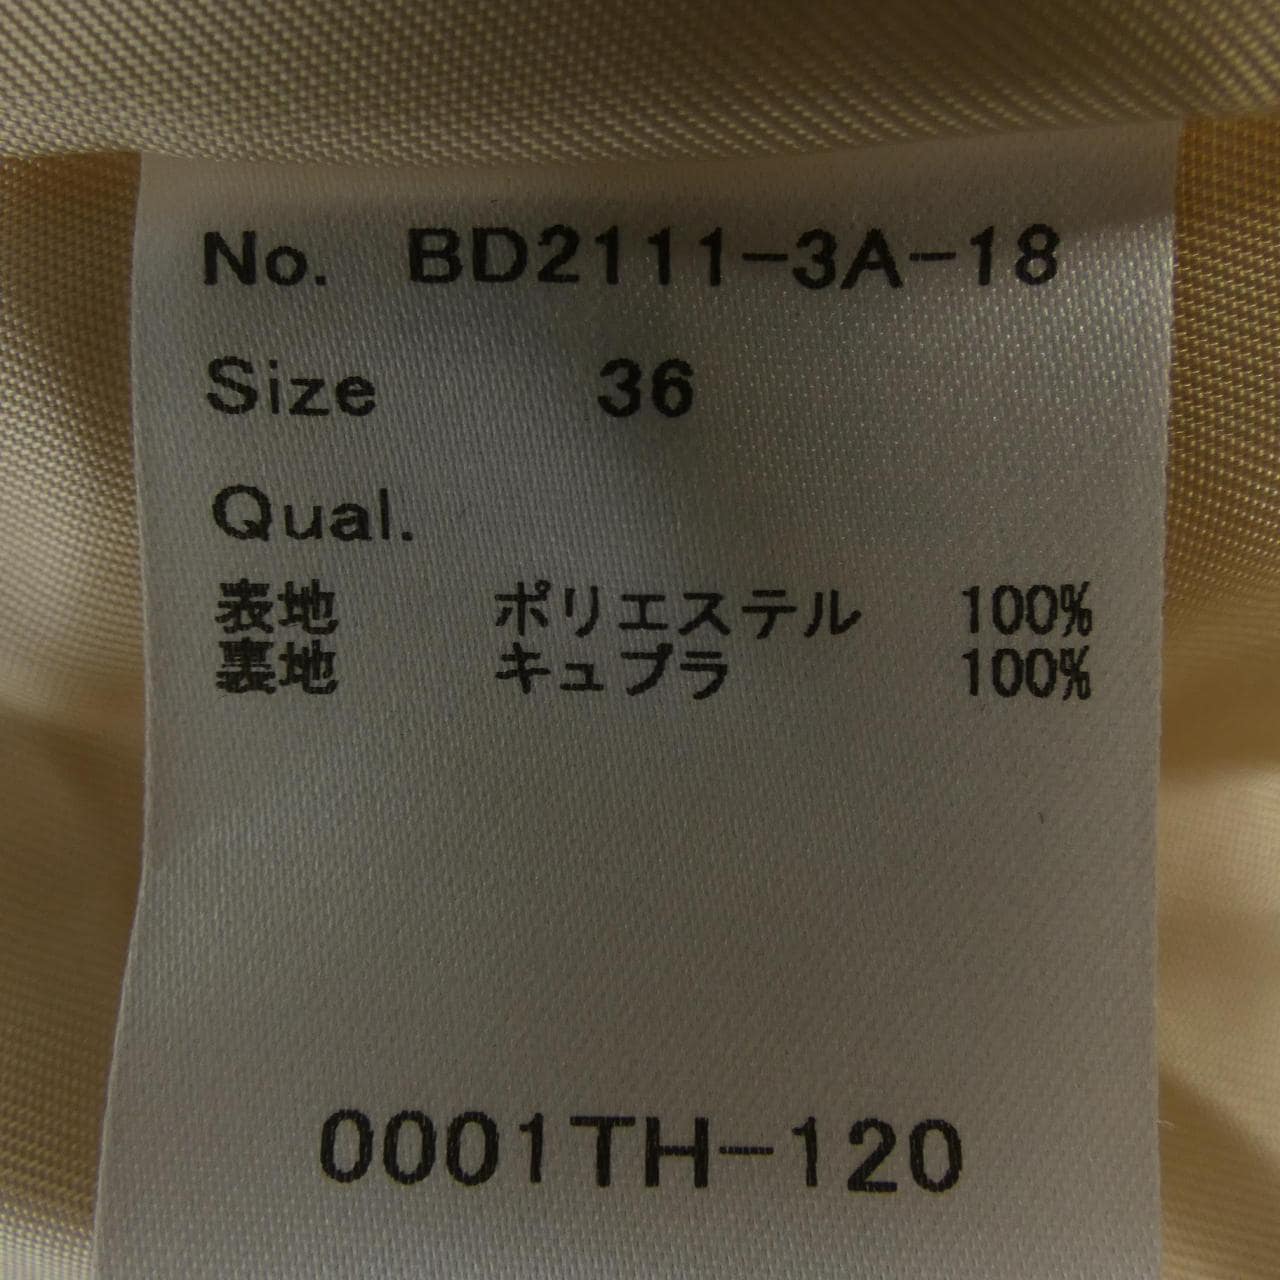 No. BD2111-3A-18
Size 36
Qual.
表地 ポリエステル 100%
裏地 キュプラ 100%
0001TH-120